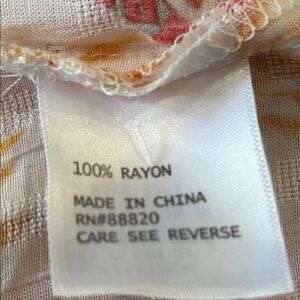 100% RAYON
MADE IN CHINA
RN#88820
CARE SEE REVERSE